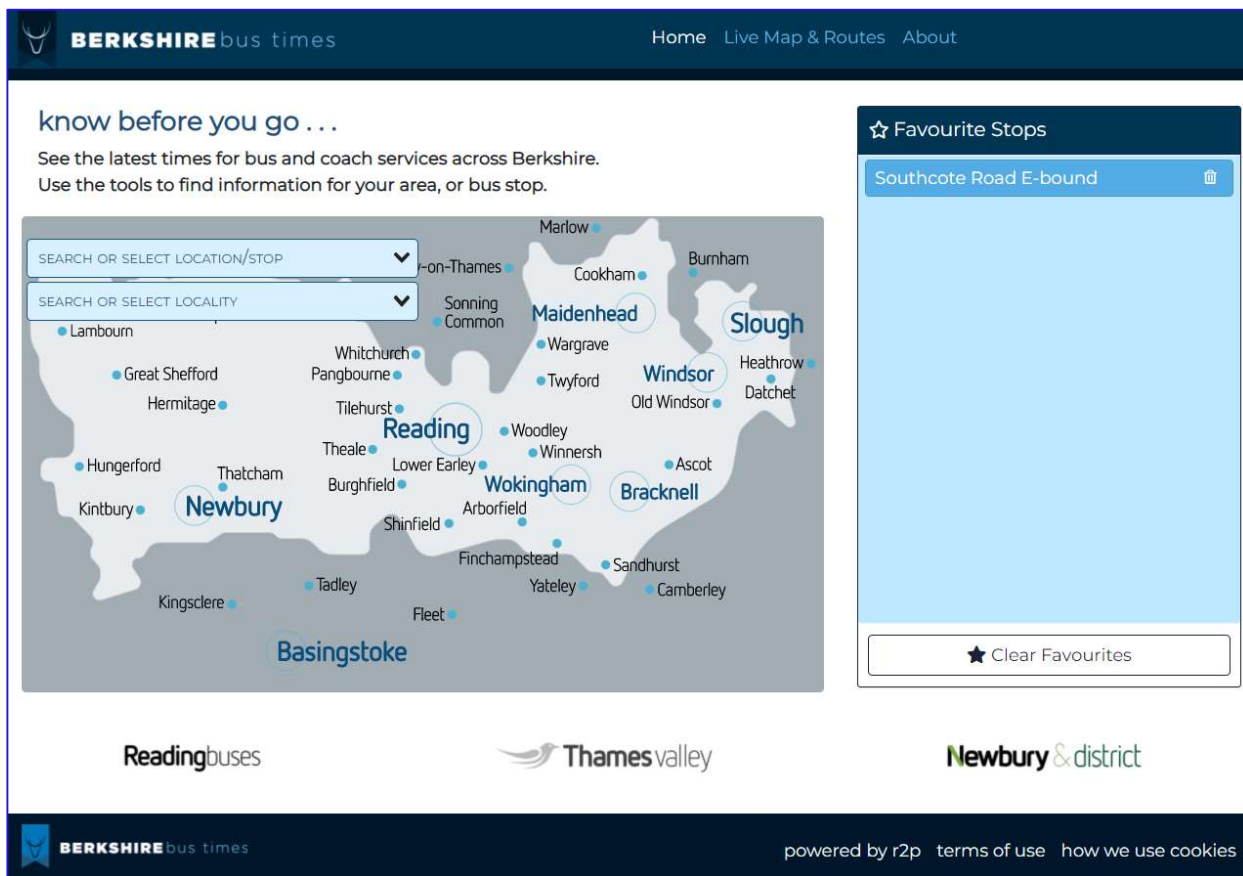 BERKSHIRE bus times
Home Live Map & Routes About
know before you go . . .
See the latest times for bus and coach services across Berkshire.
Use the tools to find information for your area, or bus stop.
Favourite Stops
Southcote Road E-bound
SEARCH OR SELECT LOCATION/STOP
SEARCH OR SELECT LOCALITY
Marlow
-on-Thames
Cookham
Burnham
Sonning
Common
Maidenhead
Slough
Lambourn
Wargrave
Whitchurch
Great Shefford
Pangbourne
Twyford
Windsor
Heathrow
Datchet
Hermitage
Tilehurst
Old Windsor
Reading
Woodley
Theale
Winnersh
Hungerford
Thatcham
Lower Earley
Ascot
Burghfield
Wokingham
Bracknell
Kintbury
Newbury
Arborfield
Shinfield
Finchampstead
Sandhurst
Tadley
Yateley
Camberley
Kingsclere
Fleet
Basingstoke
Clear Favourites
Readingbuses
Thames valley
Newbury & district
BERKSHIRE bus times
powered by r2p terms of use how we use cookies